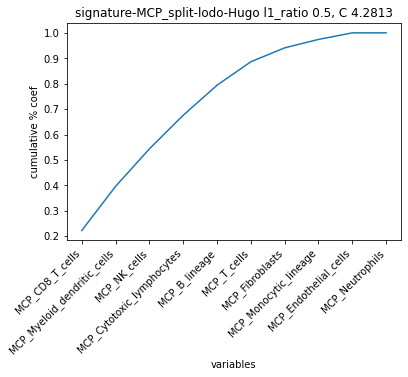 signature-MCP_split-lodo-Hugo l1_ratio 0.5, C 4.2813
cumulative % coef
1.0
0.9
0.8
0.7
0.6
0.5
0.4
0.3
0.2
MCP_CD8_T_cells
MCP_Myeloid_dendritic_cells
MCP_NK_cells
MCP_Cytotoxic_lymphocytes
MCP_B_lineage
MCP_T_cells
MCP_Fibroblasts
MCP_Monocytic_lineage
MCP_Endothelial_cells
MCP_Neutrophils
variables